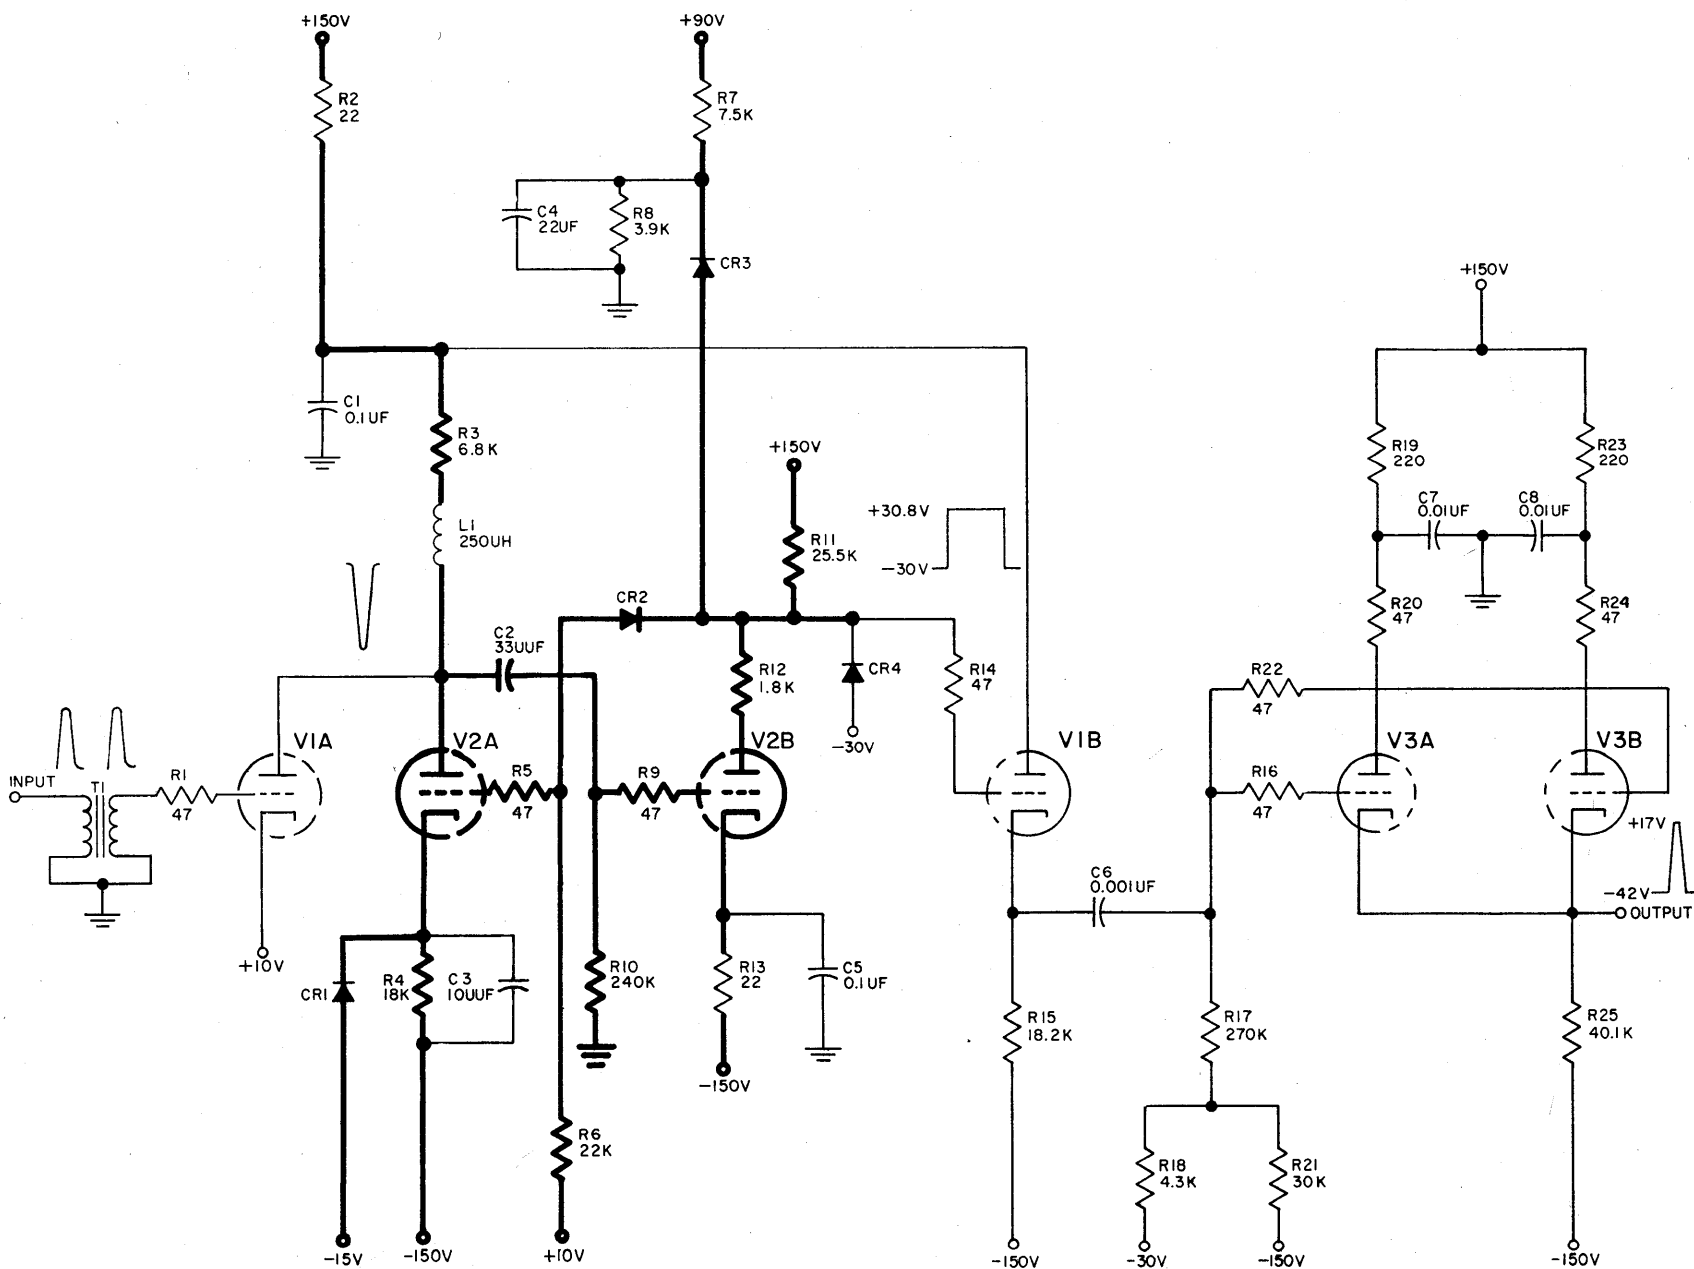 +150V
+90V
R2
22
R7
7.5K
C4
22UF
R8
3.9K
CR3
+150V
C1
0.1UF
R3
6.8K
+150V
R19
220
R23
220
L1
250UH
R11
25.5K
+30.8V
-30V
C7
0.01UF
C8
0.01UF
CR2
R20
47
R24
47
C2
33UUF
R12
1.8K
CR4
-30V
R14
47
R22
47
V1A
V2A
V2B
V1B
V3A
V3B
INPUT
T1
R1
47
R5
47
R9
47
R16
47
+17V
-42V
OUTPUT
C6
0.001UF
+10V
CR1
R4
18K
C3
10UUF
R10
240K
R13
22
C5
0.1UF
R15
18.2K
R17
270K
R25
40.1K
-150V
R6
22K
R18
4.3K
R21
30K
-15V
-150V
+10V
-150V
-30V
-150V
-150V